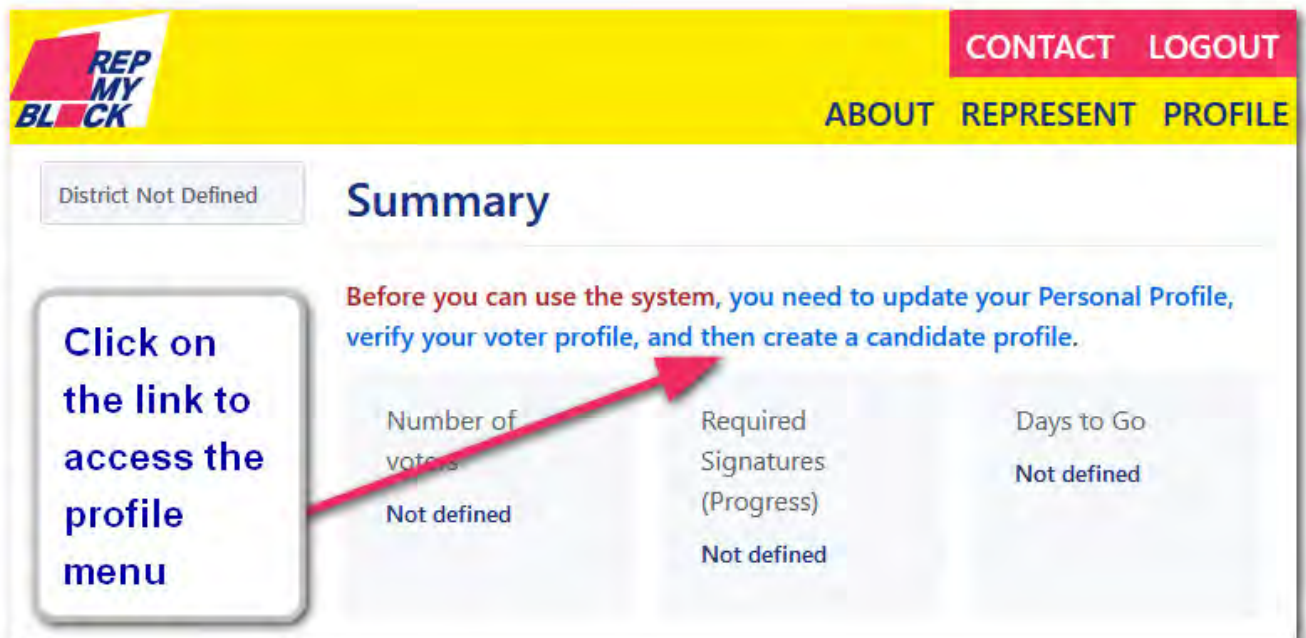 REP
MY
BL CK
CONTACT LOGOUT
ABOUT REPRESENT PROFILE
District Not Defined
Summary
Before you can use the system, you need to update your Personal Profile,
verify your voter profile, and then create a candidate profile.
Click on
the link to
access the
profile
menu
Number of
voters
Not defined
Required
Signatures
(Progress)
Not defined
Days to Go
Not defined